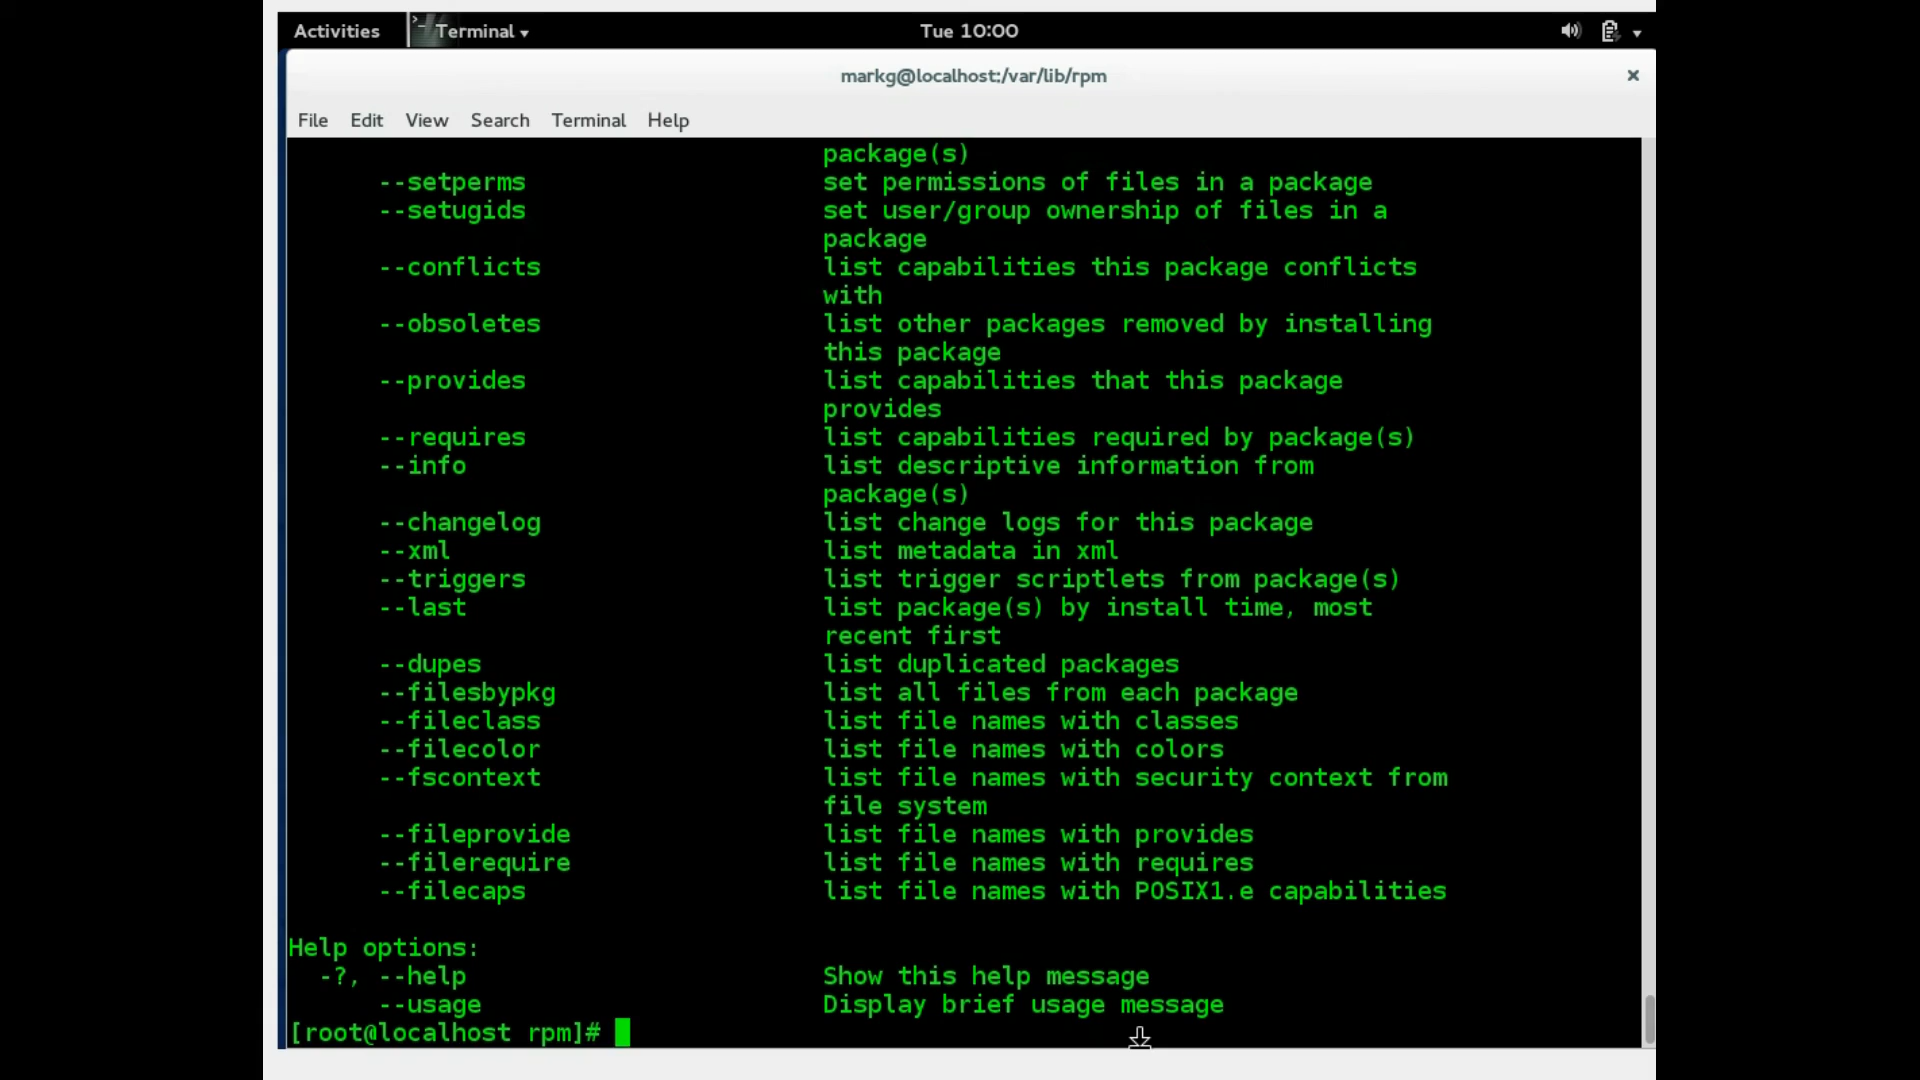 Activities Terminal Tue 10:00
markg@localhost:/var/lib/rpm
File Edit View Search Terminal Help
package(s)
--setperms set permissions of files in a package
--setugids set user/group ownership of files in a
package
--conflicts list capabilities this package conflicts
with
--obsoletes list other packages removed by installing
this package
--provides list capabilities that this package
provides
--requires list capabilities required by package(s)
--info list descriptive information from
package(s)
--changelog list change logs for this package
--xml list metadata in xml
--triggers list trigger scriptlets from package(s)
--last list package(s) by install time, most
recent first
--dupes list duplicated packages
--filesbypkg list all files from each package
--fileclass list file names with classes
--filecolor list file names with colors
--fscontext list file names with security context from
file system
--fileprovide list file names with provides
--filerequire list file names with requires
--filecaps list file names with POSIX1.e capabilities
Help options:
-?, --help Show this help message
--usage Display brief usage message
[root@localhost rpm]#